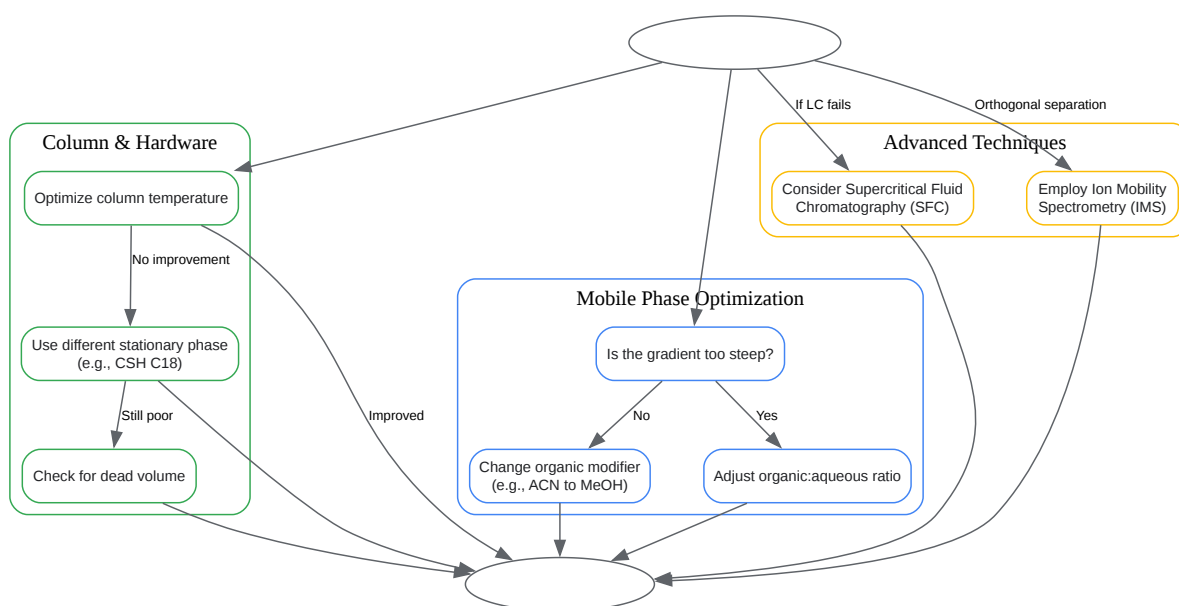 If LC fails
Orthogonal separation
Column & Hardware
Advanced Techniques
Optimize column temperature
Consider Supercritical Fluid
Chromatography (SFC)
Employ Ion Mobility
Spectrometry (IMS)
No improvement
Mobile Phase Optimization
Use different stationary phase
(e.g., CSH C18)
Is the gradient too steep?
Still poor
Improved
No
Yes
Check for dead volume
Change organic modifier
(e.g., ACN to MeOH)
Adjust organic:aqueous ratio